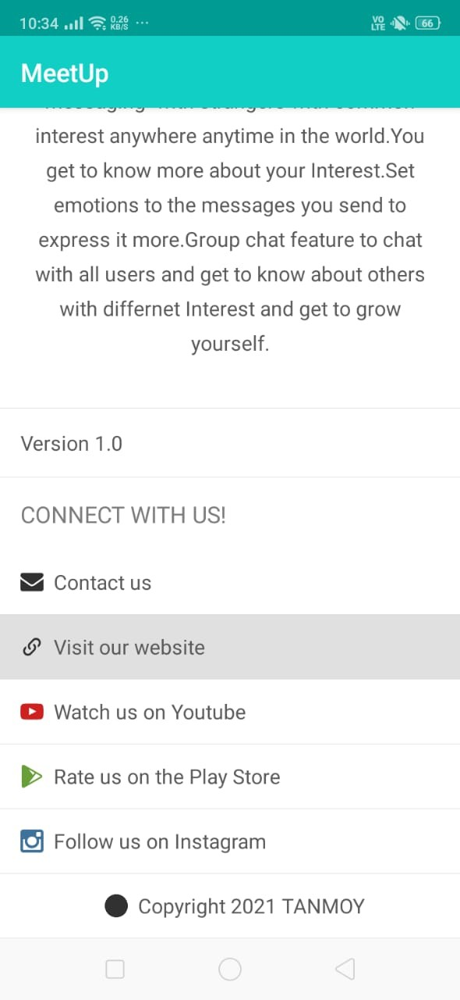 10:34
0.26
KB/S
VO
LTE
66
MeetUp
interest anywhere anytime in the world.You
get to know more about your Interest.Set
emotions to the messages you send to
express it more.Group chat feature to chat
with all users and get to know about others
with differnet Interest and get to grow
yourself.
Version 1.0
CONNECT WITH US!
Contact us
Visit our website
Watch us on Youtube
Rate us on the Play Store
Follow us on Instagram
Copyright 2021 TANMOY